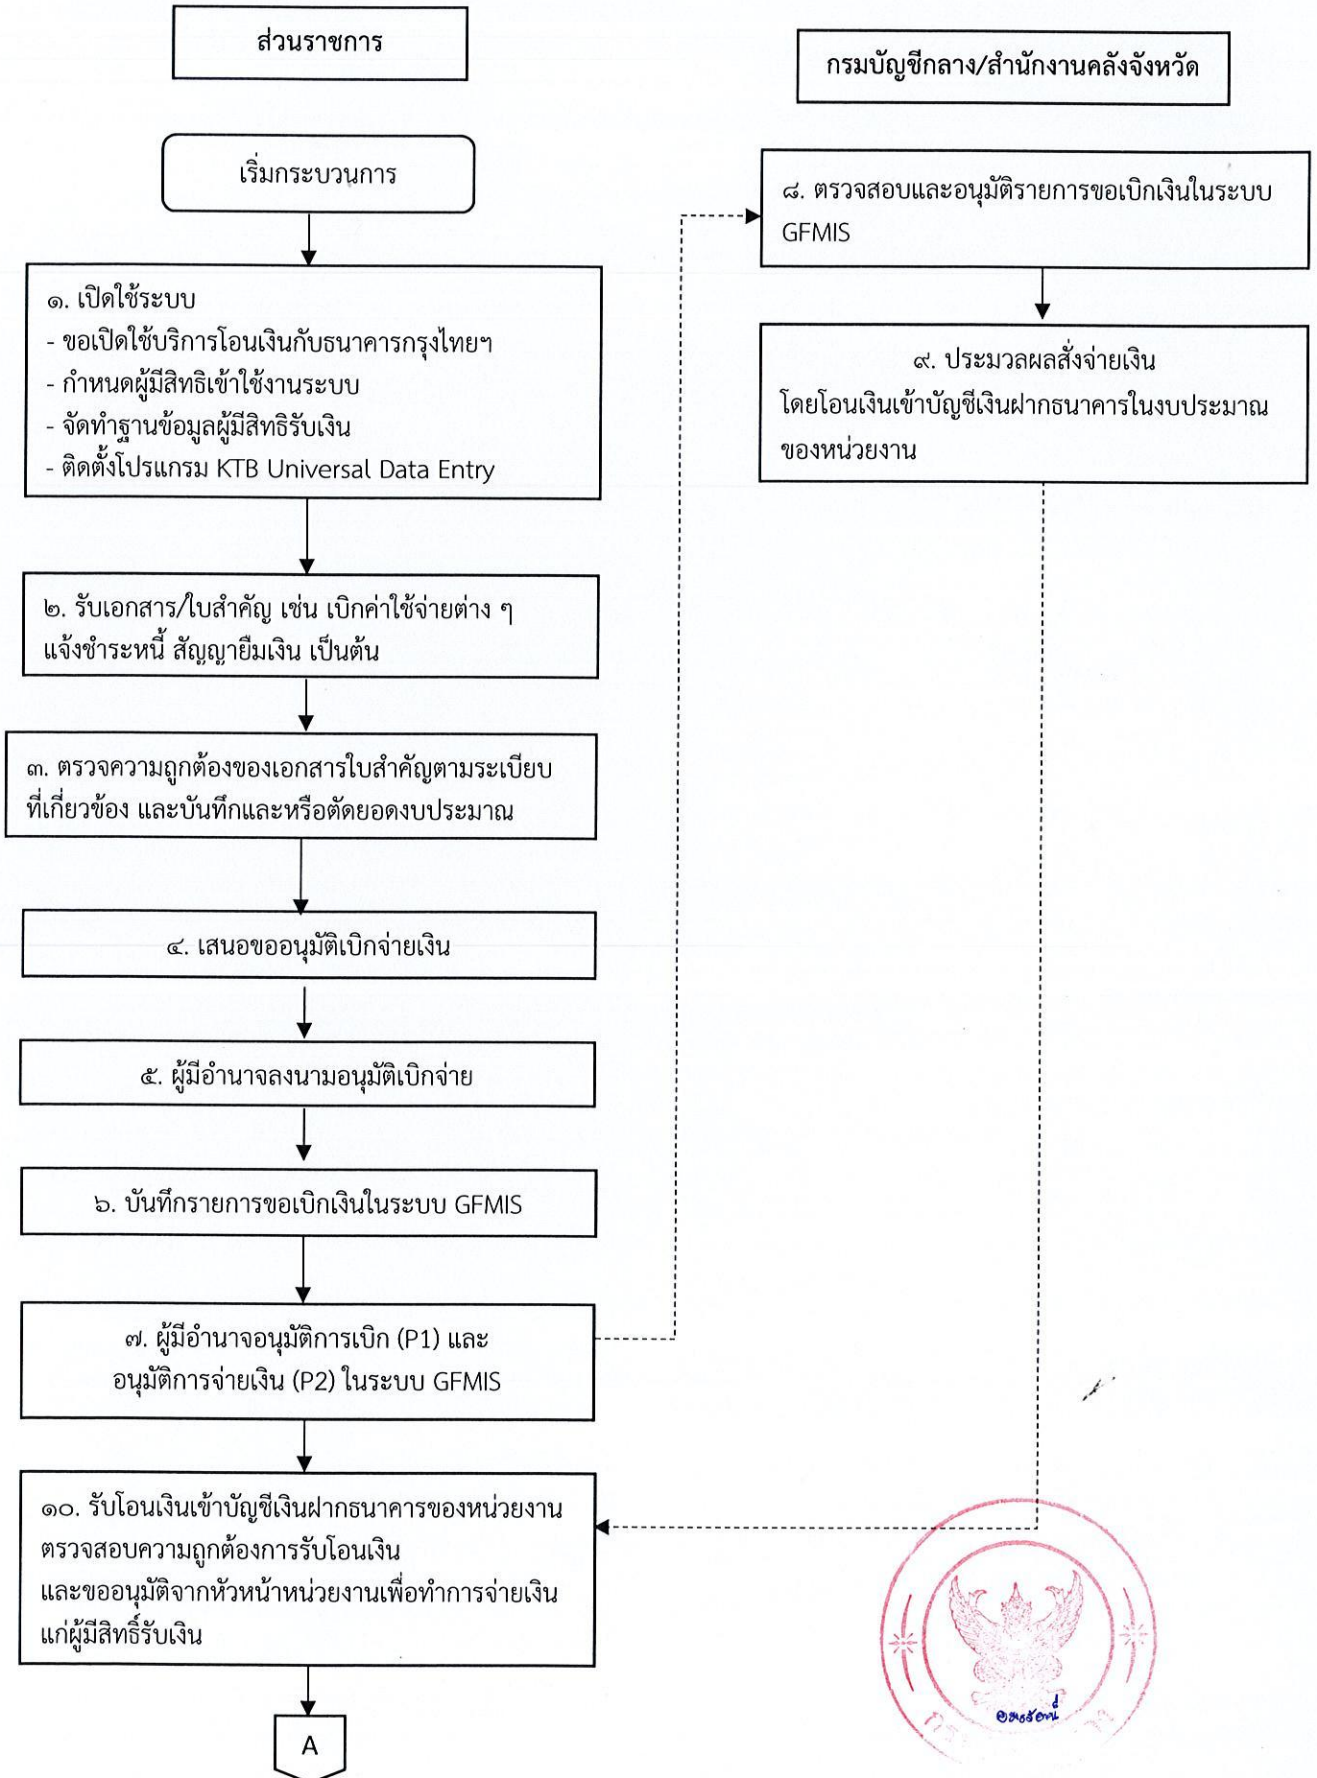 ส่วนราชการ
กรมบัญชีกลาง/สำนักงานคลังจังหวัด
เริ่มกระบวนการ
๑. เปิดใช้ระบบ
- ขอเปิดใช้บริการโอนเงินกับธนาคารกรุงไทยฯ
- กำหนดผู้มีสิทธิเข้าใช้งานระบบ
- จัดทำฐานข้อมูลผู้มีสิทธิรับเงิน
- ติดตั้งโปรแกรม KTB Universal Data Entry
๒. รับเอกสาร/ใบสำคัญ เช่น เบิกค่าใช้จ่ายต่าง ๆ
แจ้งชำระหนี้ สัญญายืมเงิน เป็นต้น
๓. ตรวจความถูกต้องของเอกสารใบสำคัญตามระเบียบ
ที่เกี่ยวข้อง และบันทึกและหรือตัดยอดงบประมาณ
๔. เสนอขออนุมัติเบิกจ่ายเงิน
๕. ผู้มีอำนาจลงนามอนุมัติเบิกจ่าย
๖. บันทึกรายการขอเบิกเงินในระบบ GFMIS
๗. ผู้มีอำนาจอนุมัติการเบิก (P1) และ
อนุมัติการจ่ายเงิน (P2) ในระบบ GFMIS
๘. ตรวจสอบและอนุมัติรายการขอเบิกเงินในระบบ
GFMIS
๙. ประมวลผลสั่งจ่ายเงิน
โดยโอนเงินเข้าบัญชีเงินฝากธนาคารในงบประมาณ
ของหน่วยงาน
๑๐. รับโอนเงินเข้าบัญชีเงินฝากธนาคารของหน่วยงาน
ตรวจสอบความถูกต้องการรับโอนเงิน
และขออนุมัติจากหัวหน้าหน่วยงานเพื่อทำการจ่ายเงิน
แก่ผู้มีสิทธิ์รับเงิน
A